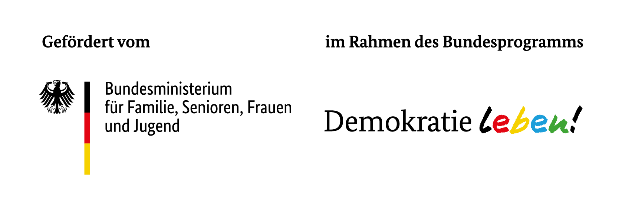 Gefördert vom
im Rahmen des Bundesprogramms
Bundesministerium
für Familie, Senioren, Frauen
und Jugend
Demokratie leben!